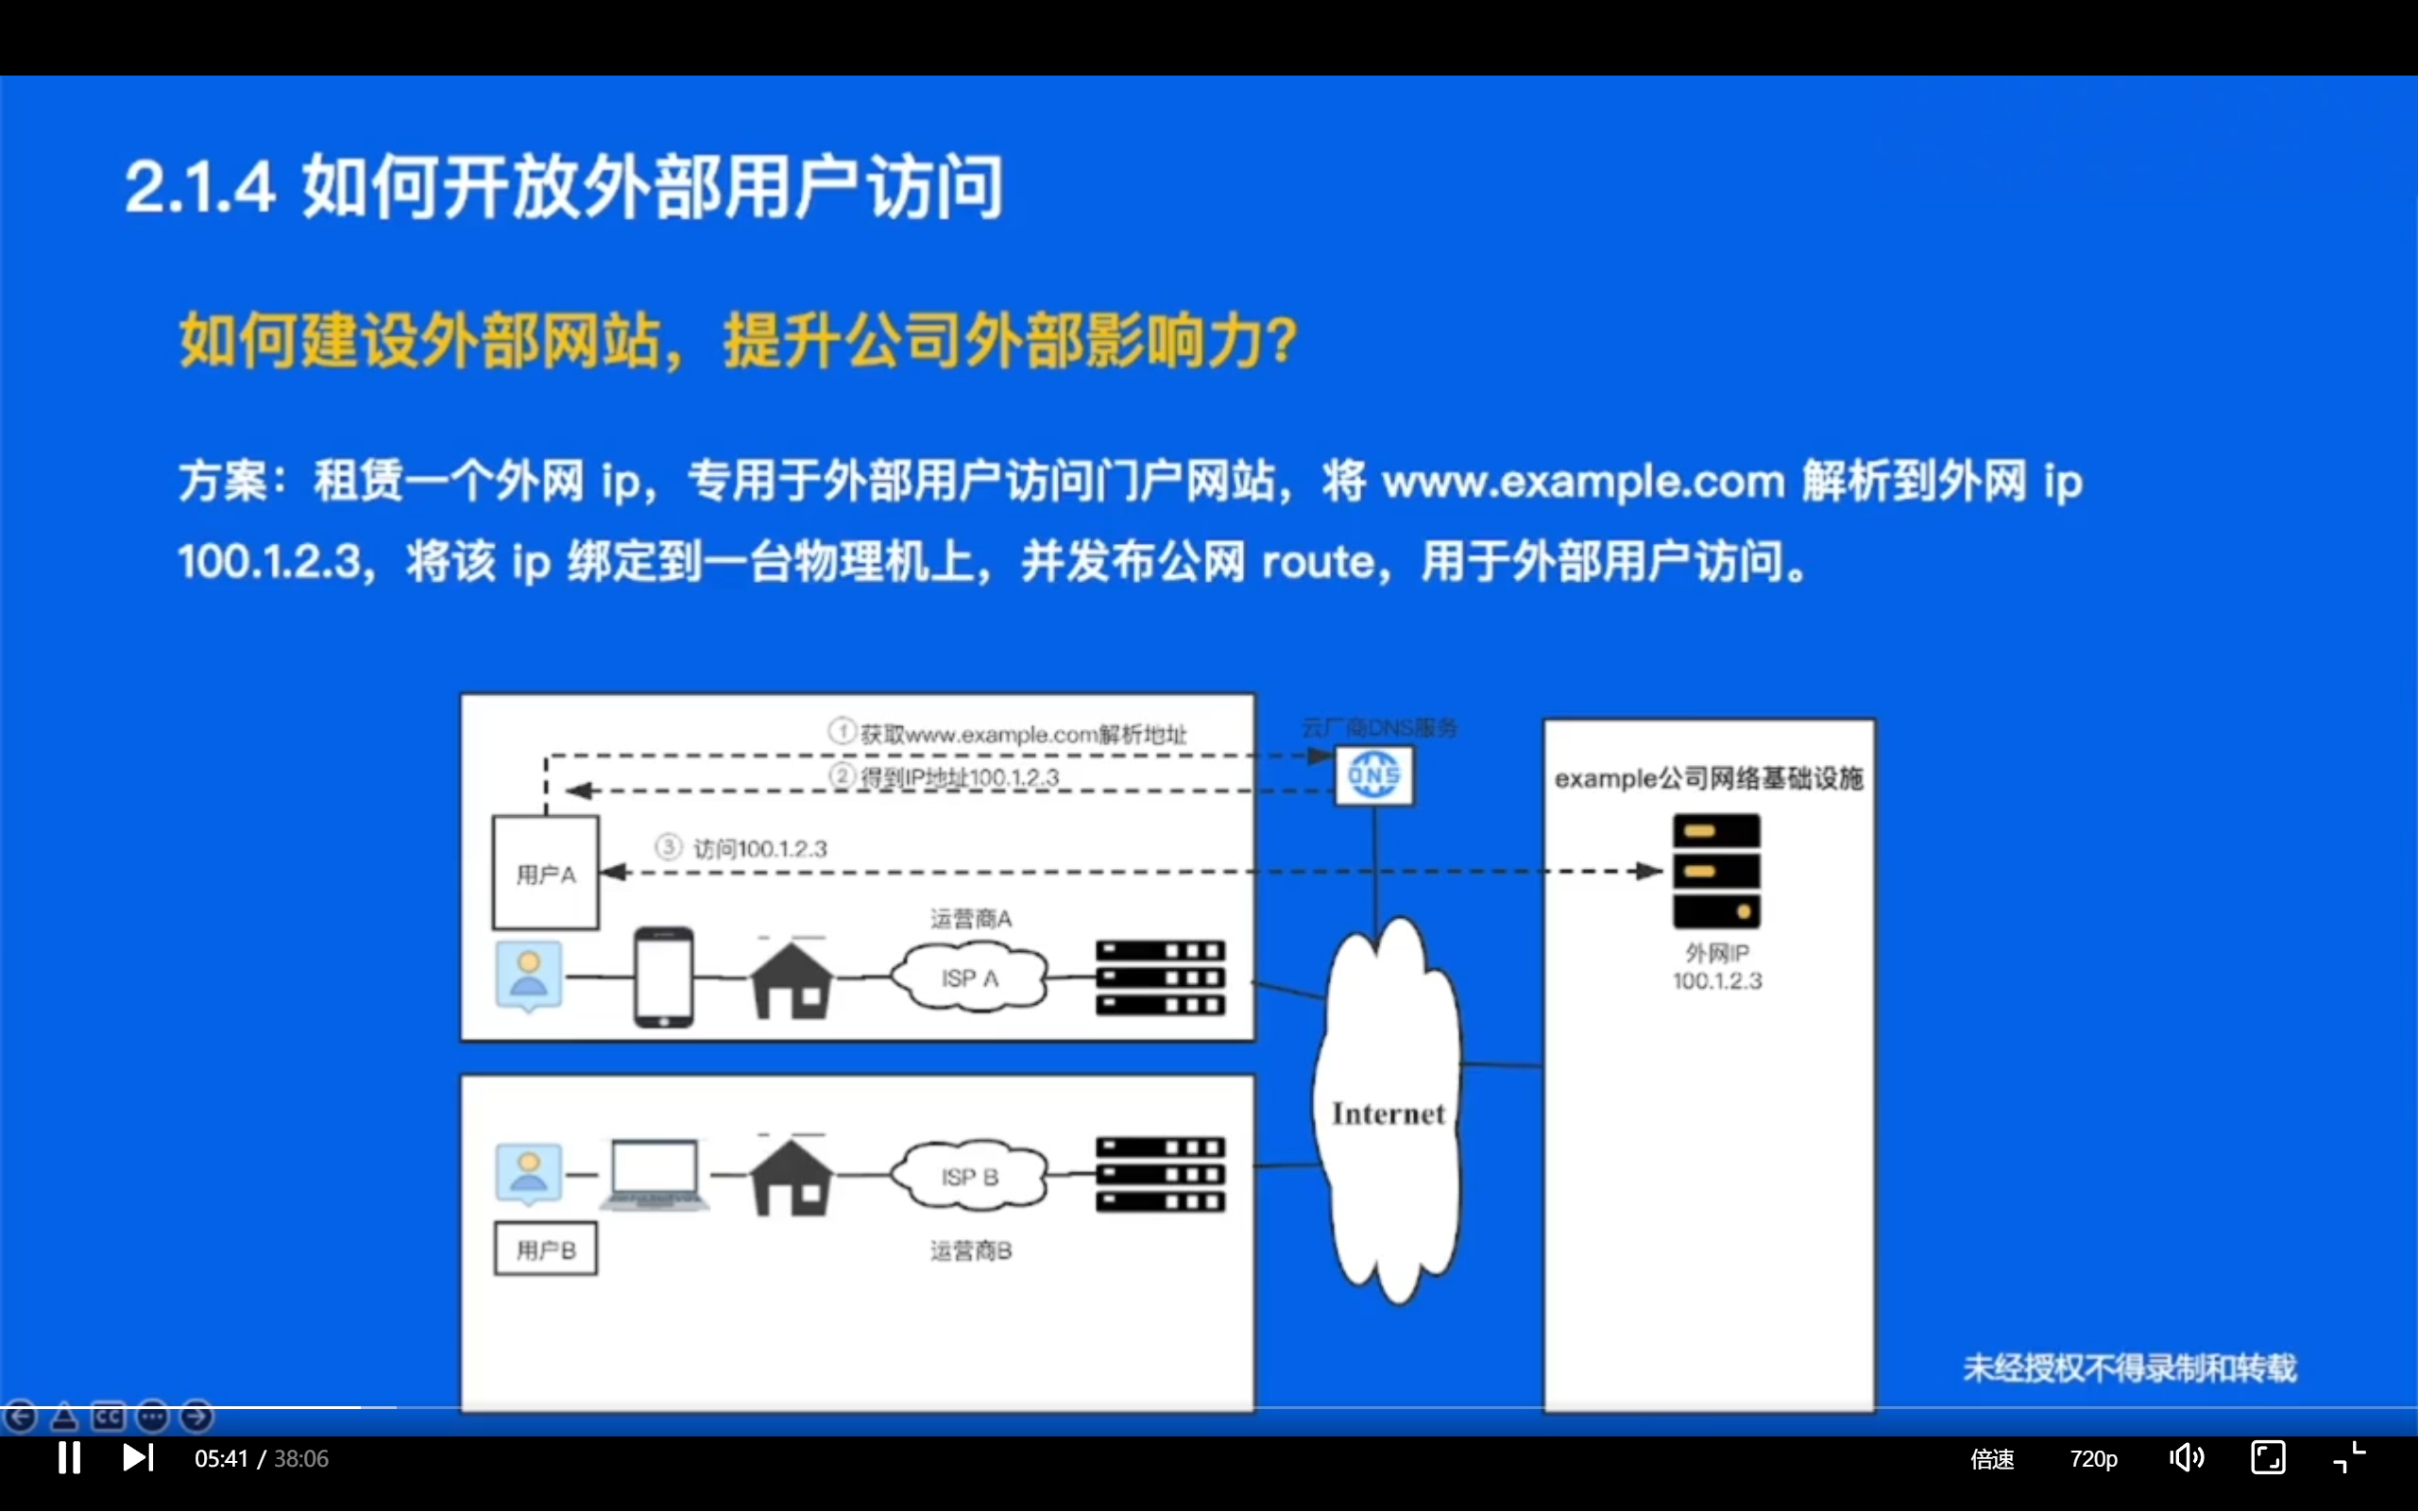 2.1.4 如何开放外部用户访问
如何建设外部网站，提升公司外部影响力？
方案：租赁一个外网 ip，专用于外部用户访问门户网站，将 www.example.com 解析到外网 ip
100.1.2.3，将该 ip 绑定到一台物理机上，并发布公网 route，用于外部用户访问。
①获取www.example.com解析地址
云厂商DNS服务
②得到IP地址100.1.2.3
DNS
example公司网络基础设施
③ 访问100.1.2.3
用户A
运营商A
ISP A
外网IP
100.1.2.3
Internet
ISP B
用户B
运营商B
未经授权不得录制和转载
CC
05:41 / 38:06
倍速
720p